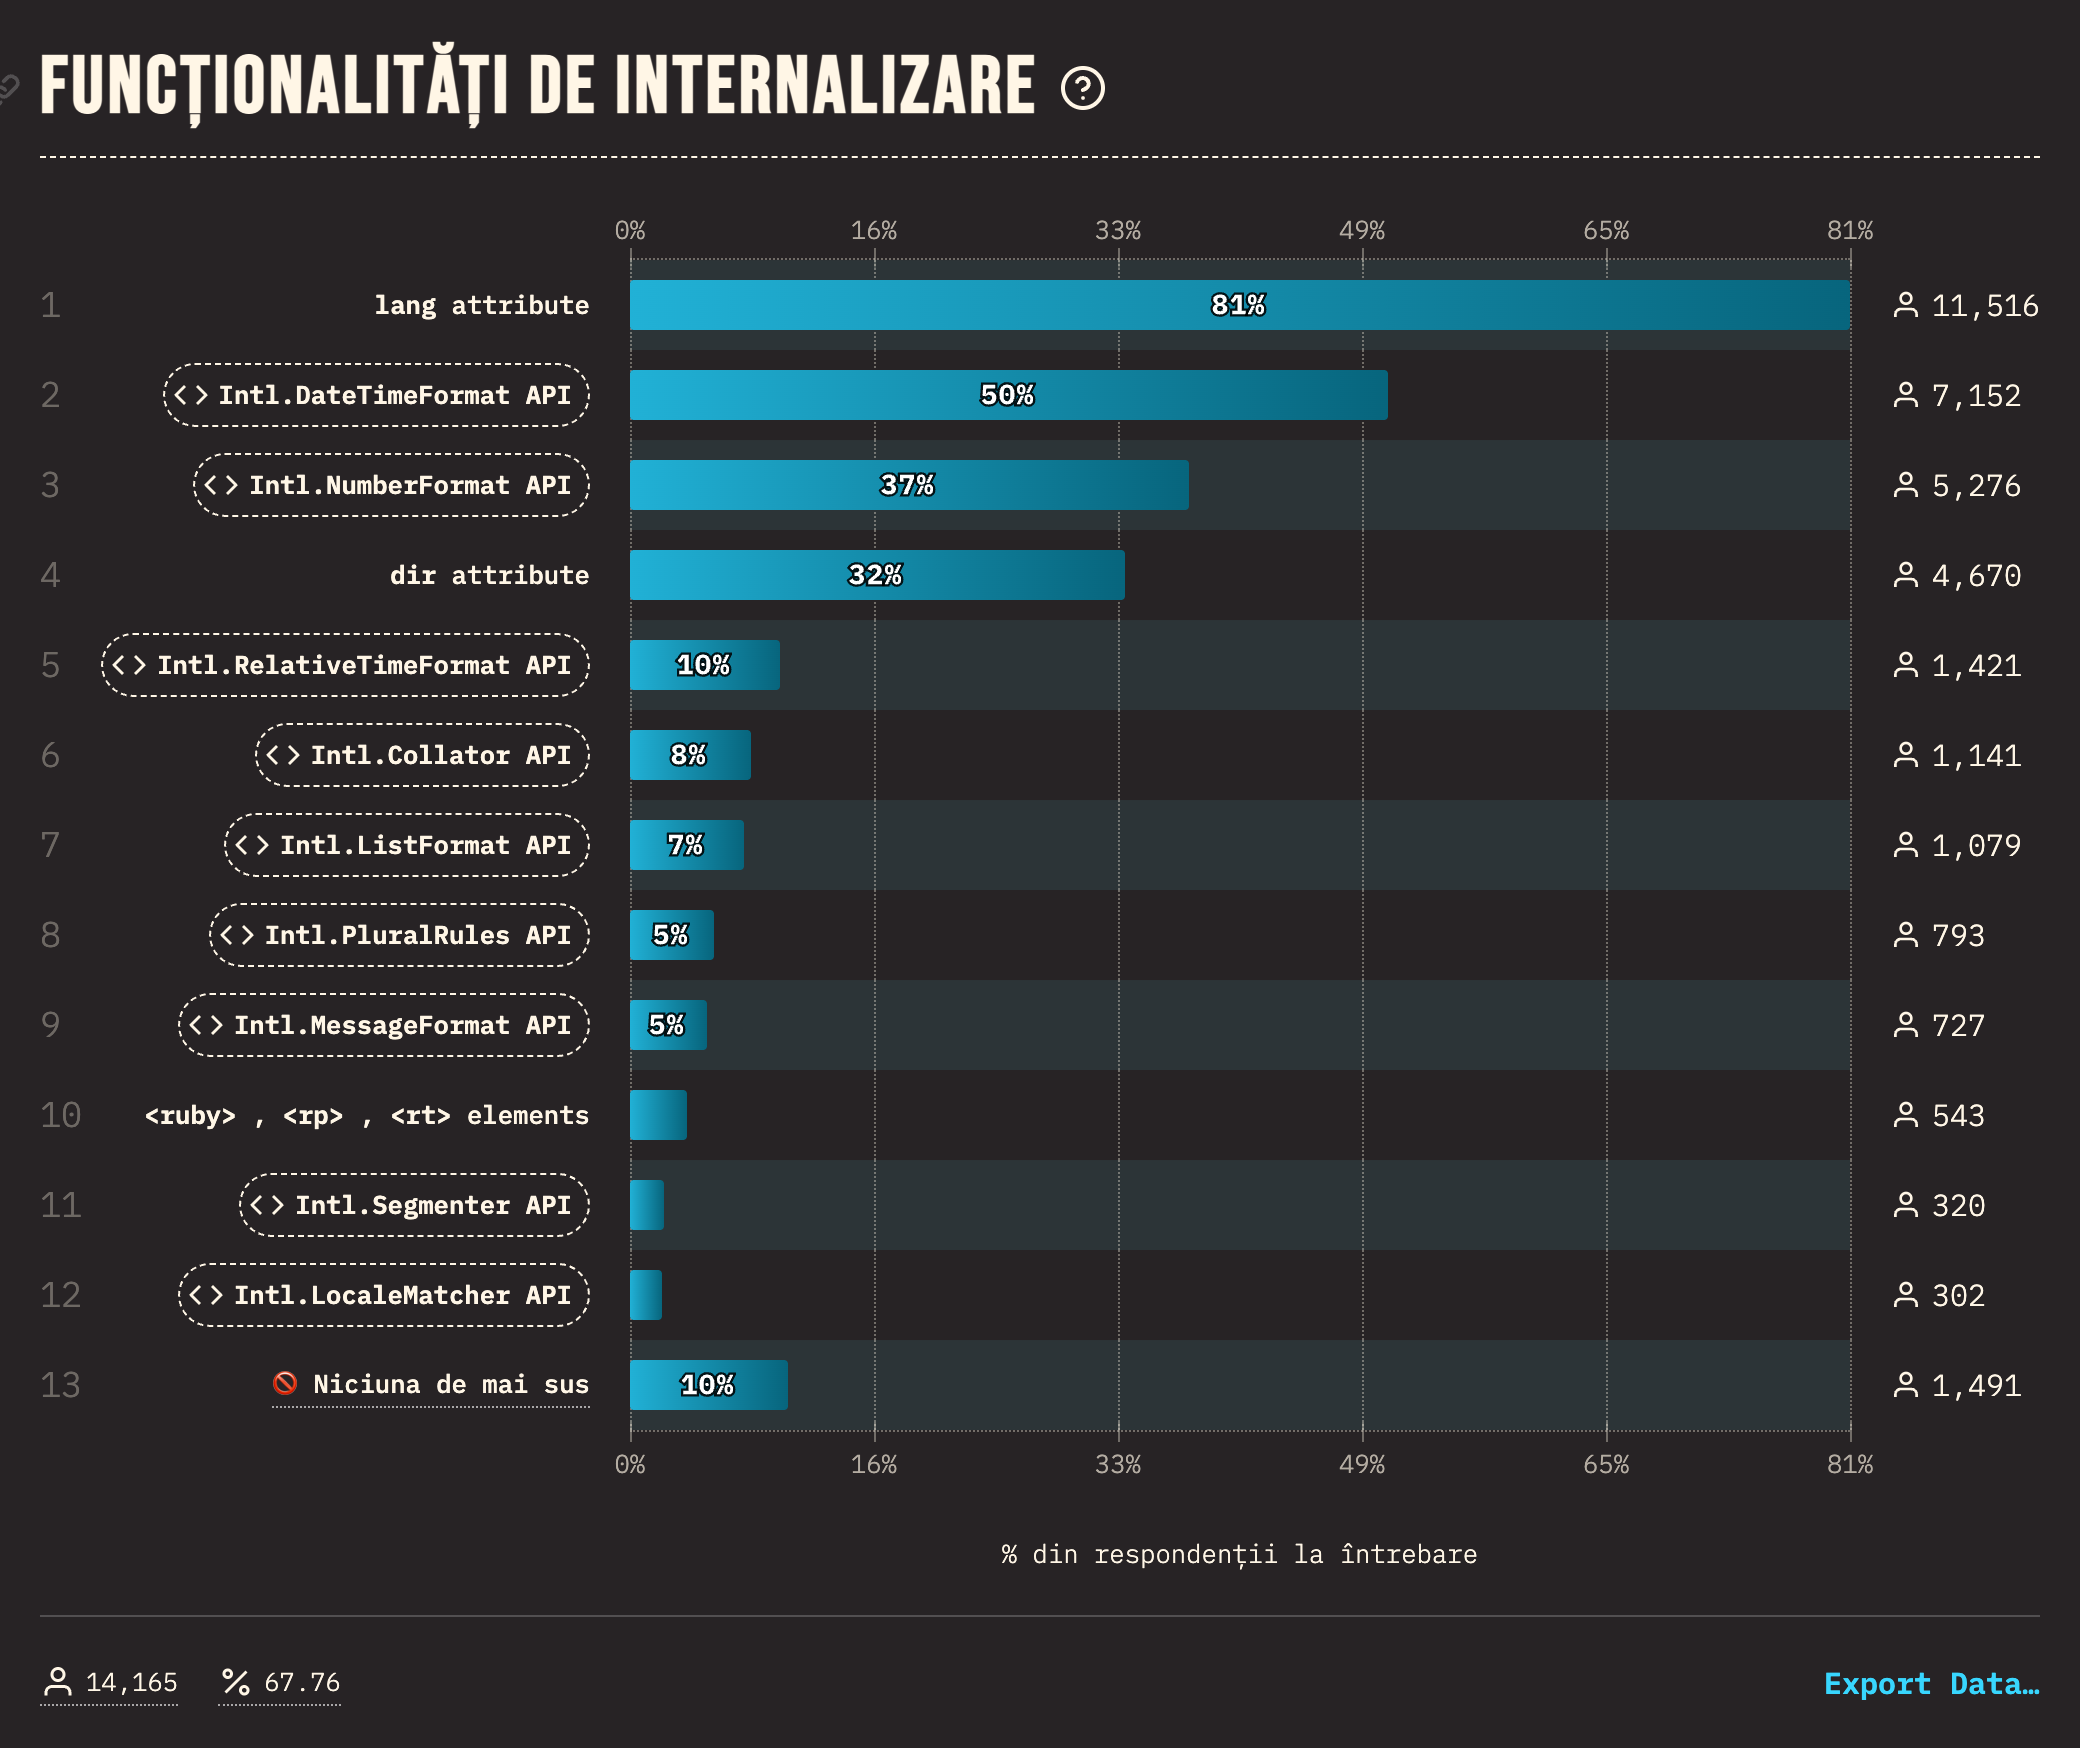 FUNCȚIONALITĂȚI DE INTERNALIZARE
0% 16% 33% 49% 65% 81%
1 lang attribute 81% 11,516
2 <> Intl.DateTimeFormat API 50% 7,152
3 <> Intl.NumberFormat API 37% 5,276
4 dir attribute 32% 4,670
5 <> Intl.RelativeTimeFormat API 10% 1,421
6 <> Intl.Collator API 8% 1,141
7 <> Intl.ListFormat API 7% 1,079
8 <> Intl.PluralRules API 5% 793
9 <> Intl.MessageFormat API 5% 727
10 <ruby> , <rp> , <rt> elements 543
11 <> Intl.Segmenter API 320
12 <> Intl.LocaleMatcher API 302
13 Niciuna de mai sus 10% 1,491
0% 16% 33% 49% 65% 81%
% din respondenții la întrebare
14,165 % 67.76 Export Data…